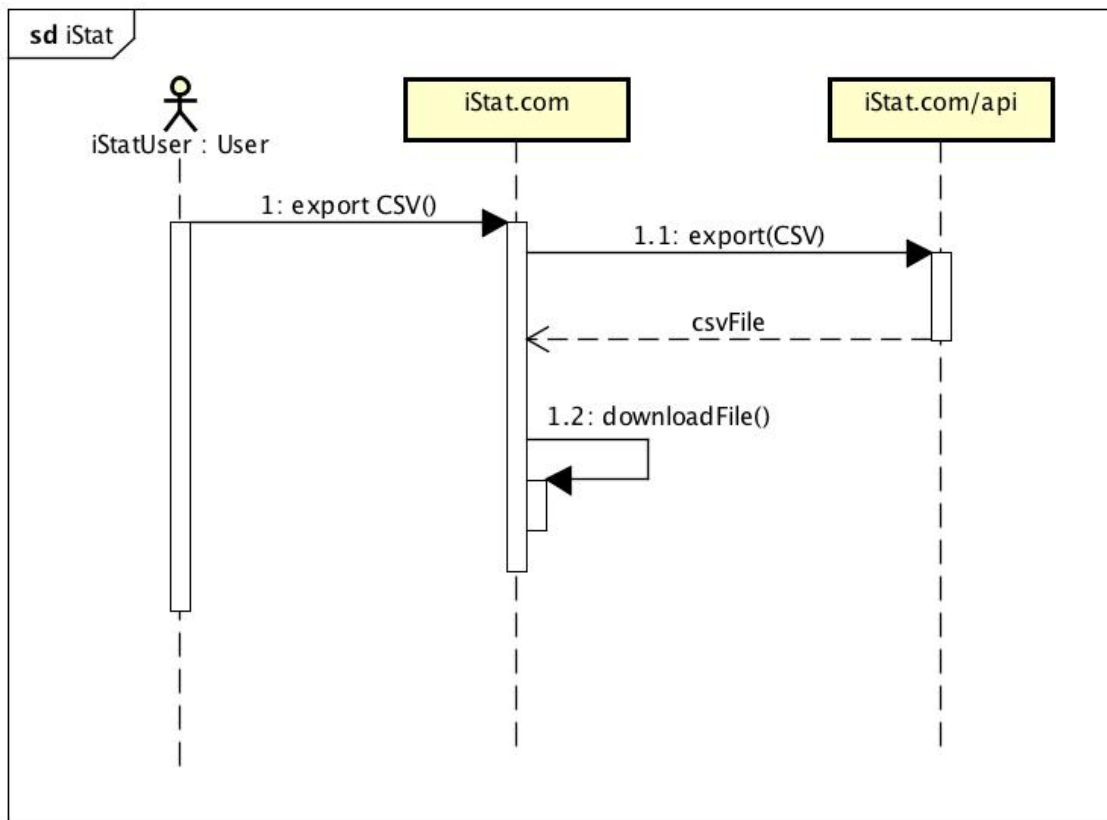 sd iStat
iStat.com
iStat.com/api
iStatUser : User
1: export CSV()
1.1: export(CSV)
csvFile
1.2: downloadFile()